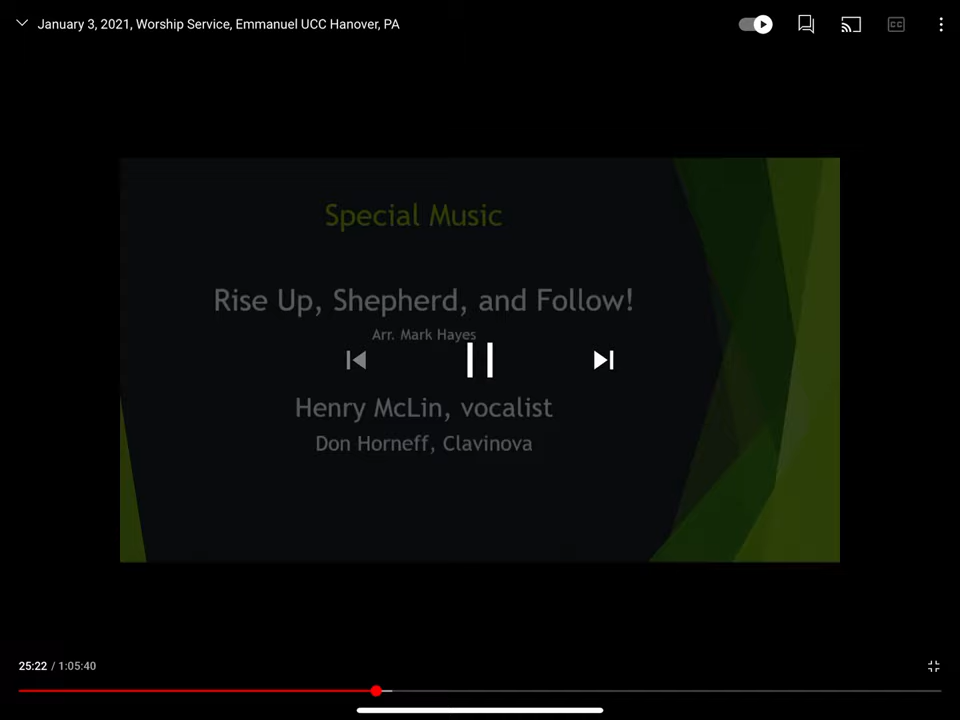 January 3, 2021, Worship Service, Emmanuel UCC Hanover, PA
CC
Special Music
Rise Up, Shepherd, and Follow!
Arr. Mark Hayes
Henry McLin, vocalist
Don Horneff, Clavinova
25:22 / 1:05:40